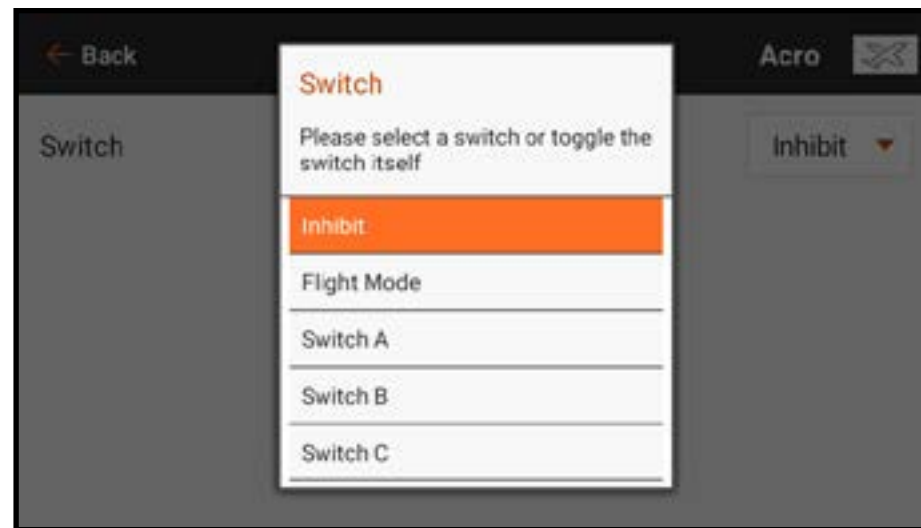 Back
Acro
Switch
Inhibit
Switch
Please select a switch or toggle the
switch itself
Inhibit
Flight Mode
Switch A
Switch B
Switch C